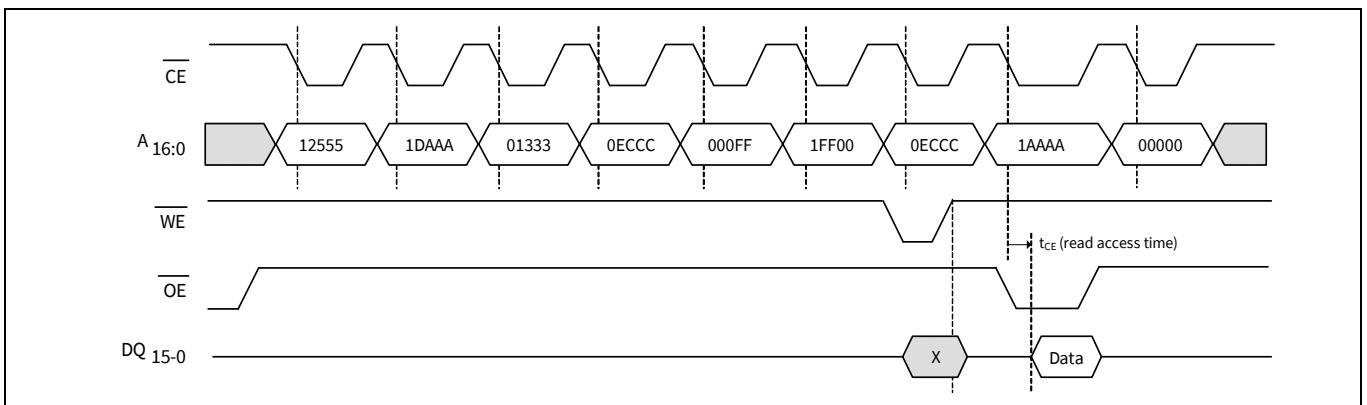 CE
A 16:0 12555 1DAAA 01333 0ECCC 000FF 1FF00 0ECCC 1AAAA 00000
WE
tCE (read access time)
OE
DQ 15-0 X Data